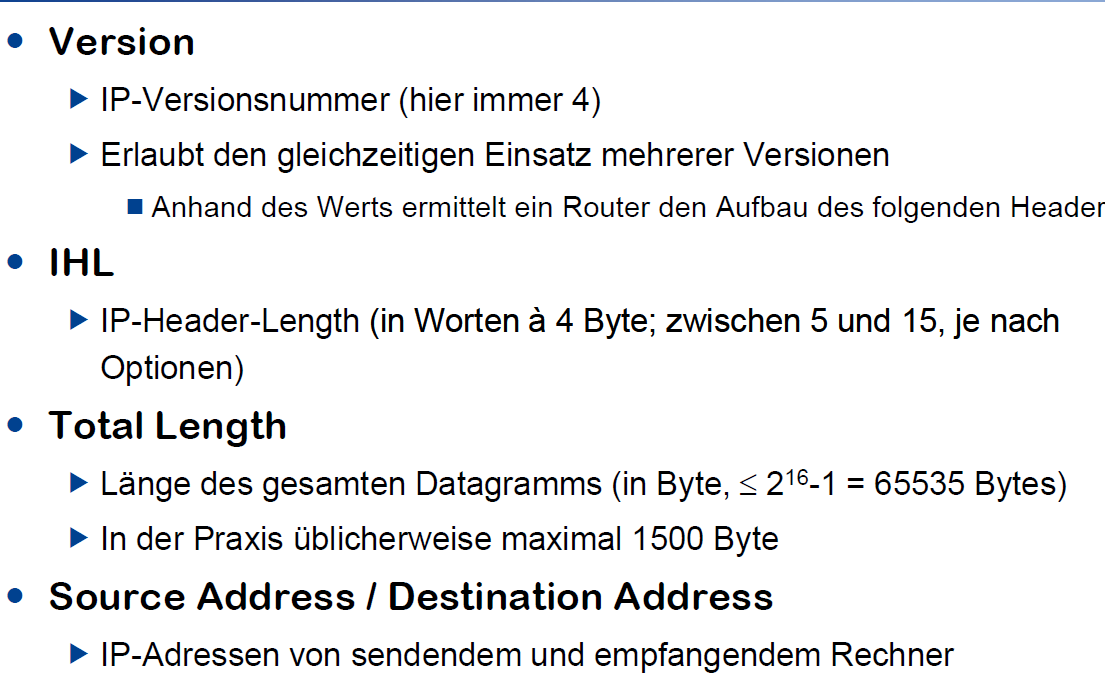 • Version
▶ IP-Versionsnummer (hier immer 4)
▶ Erlaubt den gleichzeitigen Einsatz mehrerer Versionen
■ Anhand des Werts ermittelt ein Router den Aufbau des folgenden Header
• IHL
▶ IP-Header-Length (in Worten à 4 Byte; zwischen 5 und 15, je nach
Optionen)
• Total Length
▶ Länge des gesamten Datagramms (in Byte, ≤ 2¹⁶-1 = 65535 Bytes)
▶ In der Praxis üblicherweise maximal 1500 Byte
• Source Address / Destination Address
▶ IP-Adressen von sendendem und empfangendem Rechner